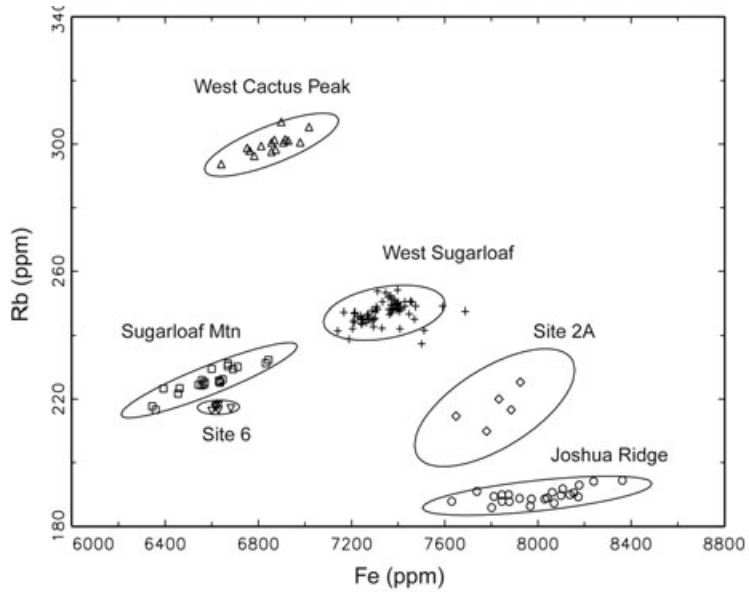 340
West Cactus Peak
300
West Sugarloaf
260
Rb (ppm)
Sugarloaf Mtn
Site 2A
220
Site 6
Joshua Ridge
180
6000 6400 6800 7200 7600 8000 8400 8800
Fe (ppm)